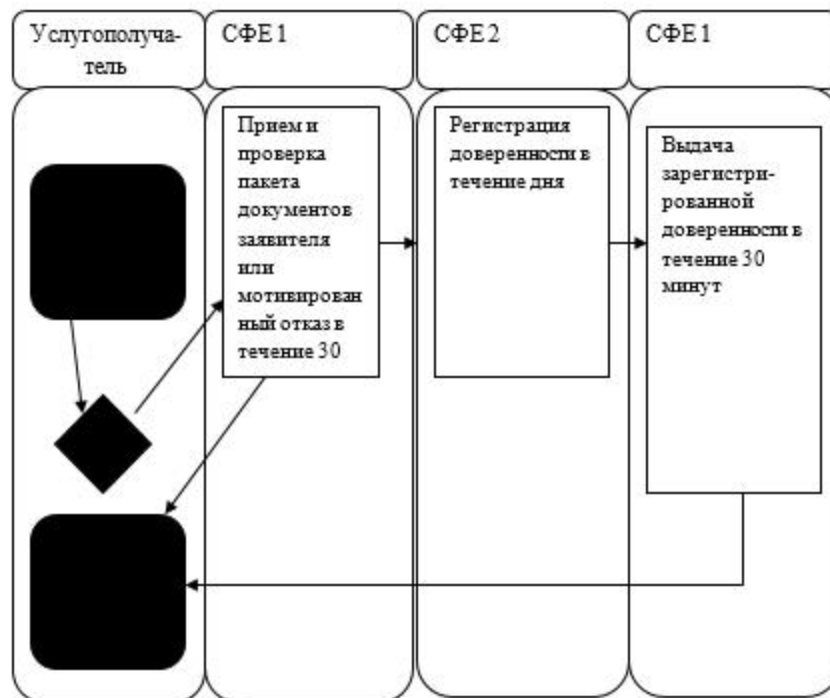 Услугополуча-
тель
СФЕ 1
СФЕ 2
СФЕ 1
Прием и
проверка
пакета
документов
заявителя
или
мотивирован
ный отказ в
течение 30
Регистрация
доверенности в
течение дня
Выдача
зарегистри-
рованной
доверенности в
течение 30
минут